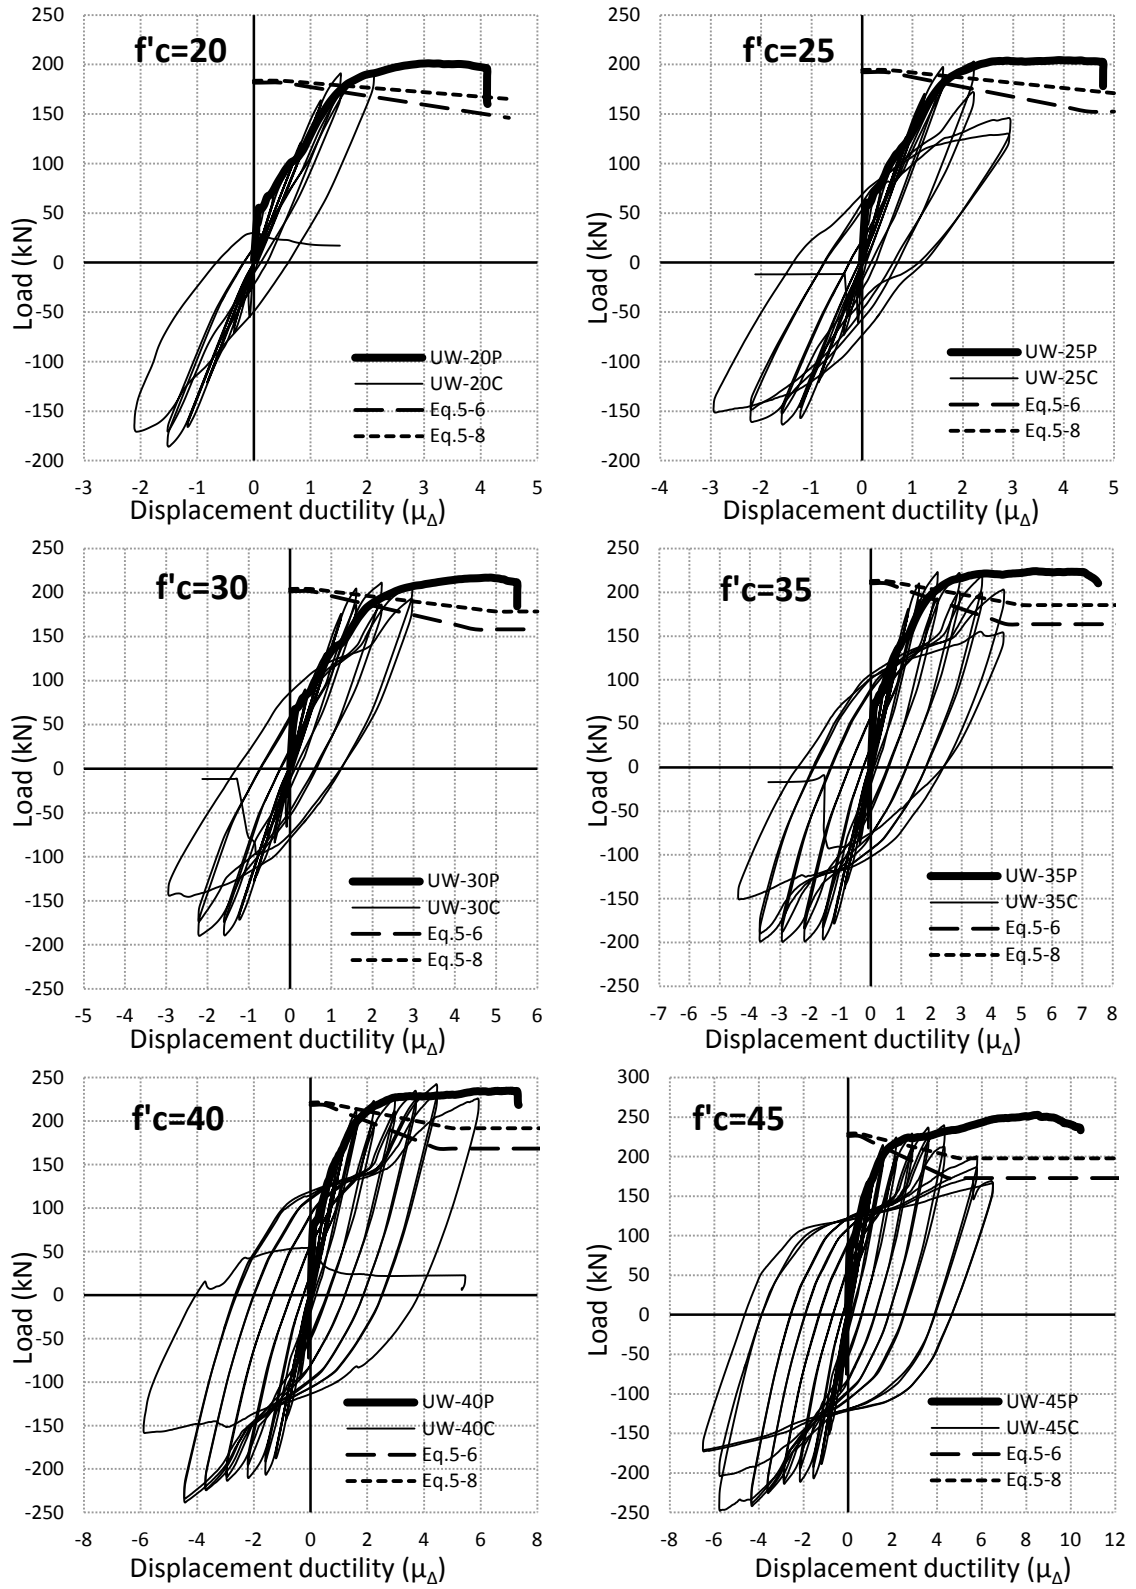 f'c=20
250
200
150
100
50
0
-50
-100
-150
-200
Load (kN)
UW-20P
UW-20C
Eq.5-6
Eq.5-8
-3 -2 -1 0 1 2 3 4 5
Displacement ductility (μΔ)
f'c=25
250
200
150
100
50
0
-50
-100
-150
-200
Load (kN)
UW-25P
UW-25C
Eq.5-6
Eq.5-8
-4 -3 -2 -1 0 1 2 3 4 5
Displacement ductility (μΔ)
f'c=30
250
200
150
100
50
0
-50
-100
-150
-200
-250
Load (kN)
UW-30P
UW-30C
Eq.5-6
Eq.5-8
-5 -4 -3 -2 -1 0 1 2 3 4 5 6
Displacement ductility (μΔ)
f'c=35
250
200
150
100
50
0
-50
-100
-150
-200
-250
Load (kN)
UW-35P
UW-35C
Eq.5-6
Eq.5-8
-7 -7 -5 -4 -3 -2 -1 0 1 2 3 4 5 6 7 8
Displacement ductility (μΔ)
f'c=40
250
200
150
100
50
0
-50
-100
-150
-200
-250
Load (kN)
UW-40P
UW-40C
Eq.5-6
Eq.5-8
-8 -6 -4 -2 0 2 4 6 8
Displacement ductility (μΔ)
f'c=45
300
250
200
150
100
50
0
-50
-100
-150
-200
-250
Load (kN)
UW-45P
UW-45C
Eq.5-6
Eq.5-8
-8 -6 -4 -2 0 2 4 6 8 10 12
Displacement ductility (μΔ)